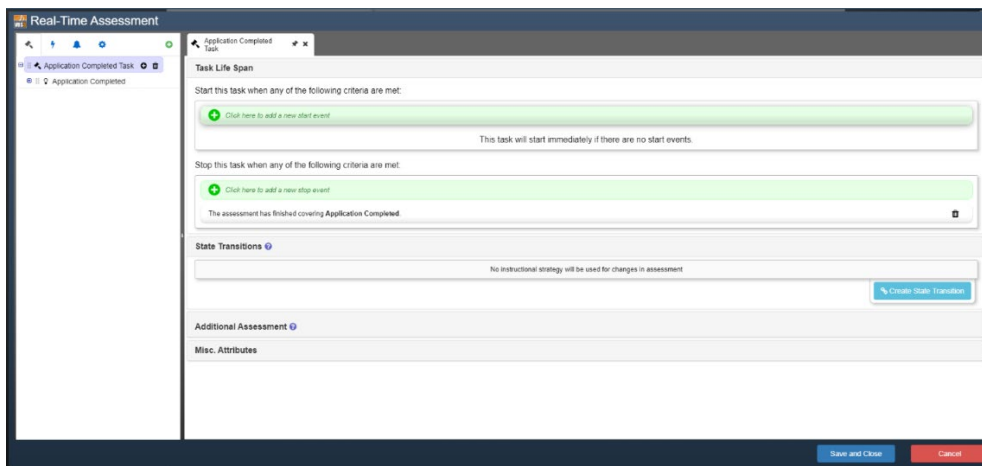 Real-Time Assessment
Application Completed Task
Application Completed
Application Completed Task
Task Life Span
Start this task when any of the following criteria are met:
Click here to add a new start event
This task will start immediately if there are no start events.
Stop this task when any of the following criteria are met:
Click here to add a new stop event
The assessment has finished covering Application Completed.
State Transitions
No instructional strategy will be used for changes in assessment
Create State Transition
Additional Assessment
Misc. Attributes
Save and Close
Cancel